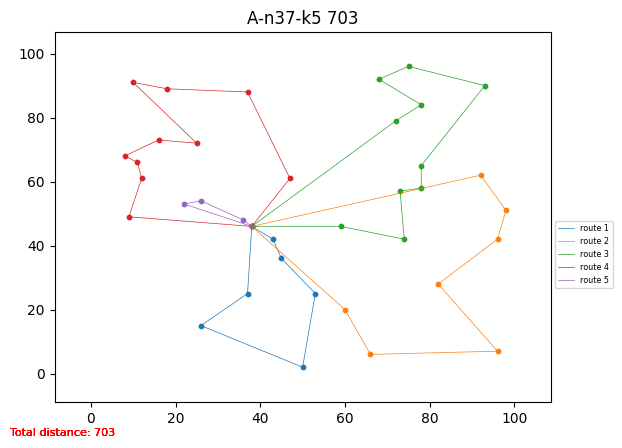 A-n37-k5 703
100
80
60
40
20
0
0 20 40 60 80 100
route 1
route 2
route 3
route 4
route 5
Total distance: 703